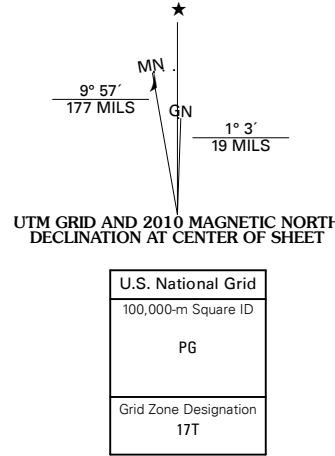 ★
MN
9° 57´
177 MILS
GN
1° 3´
19 MILS
UTM GRID AND 2010 MAGNETIC NORTH
DECLINATION AT CENTER OF SHEET
U.S. National Grid
100,000-m Square ID
PG
Grid Zone Designation
17T